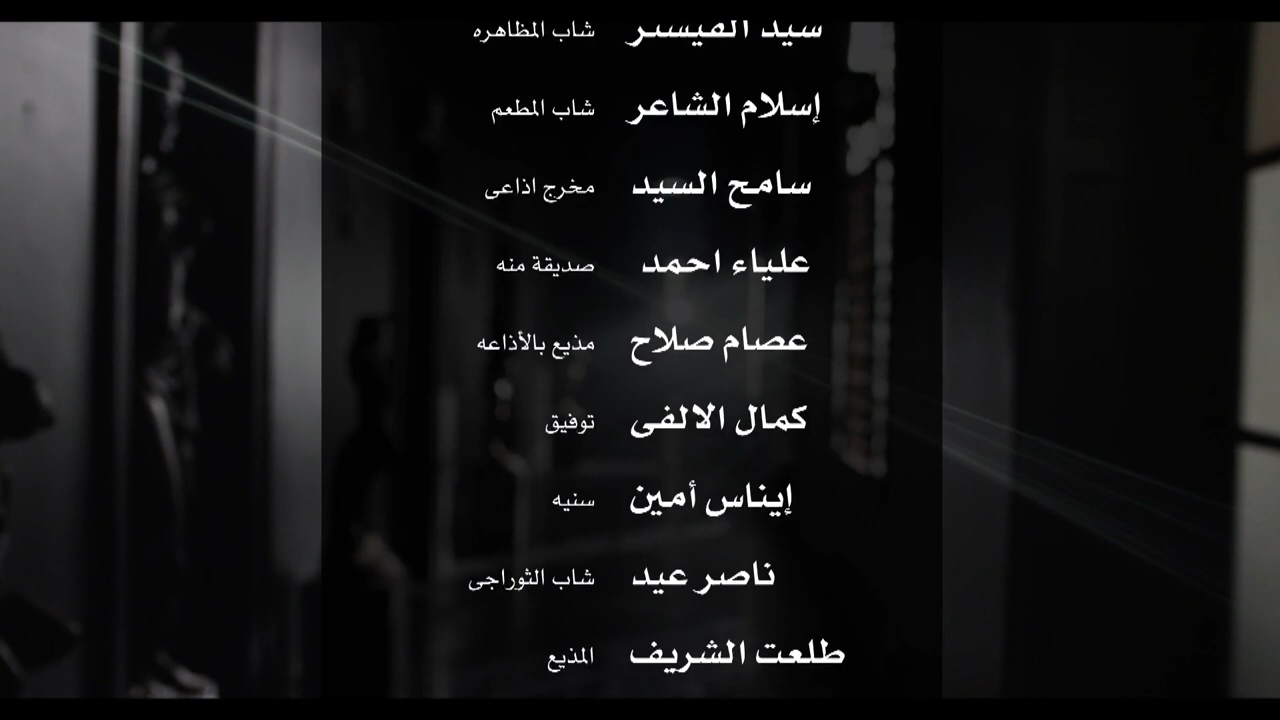 سيد شاب المظاهره
إسلام الشاعر شاب المطعم
سامح السيد مخرج اذاعى
علياء احمد صديقة منه
عصام صلاح مذيع بالأذاعه
كمال الالفى توفيق
إيناس أمين سنيه
ناصر عيد شاب الثوراجى
طلعت الشريف المذيع